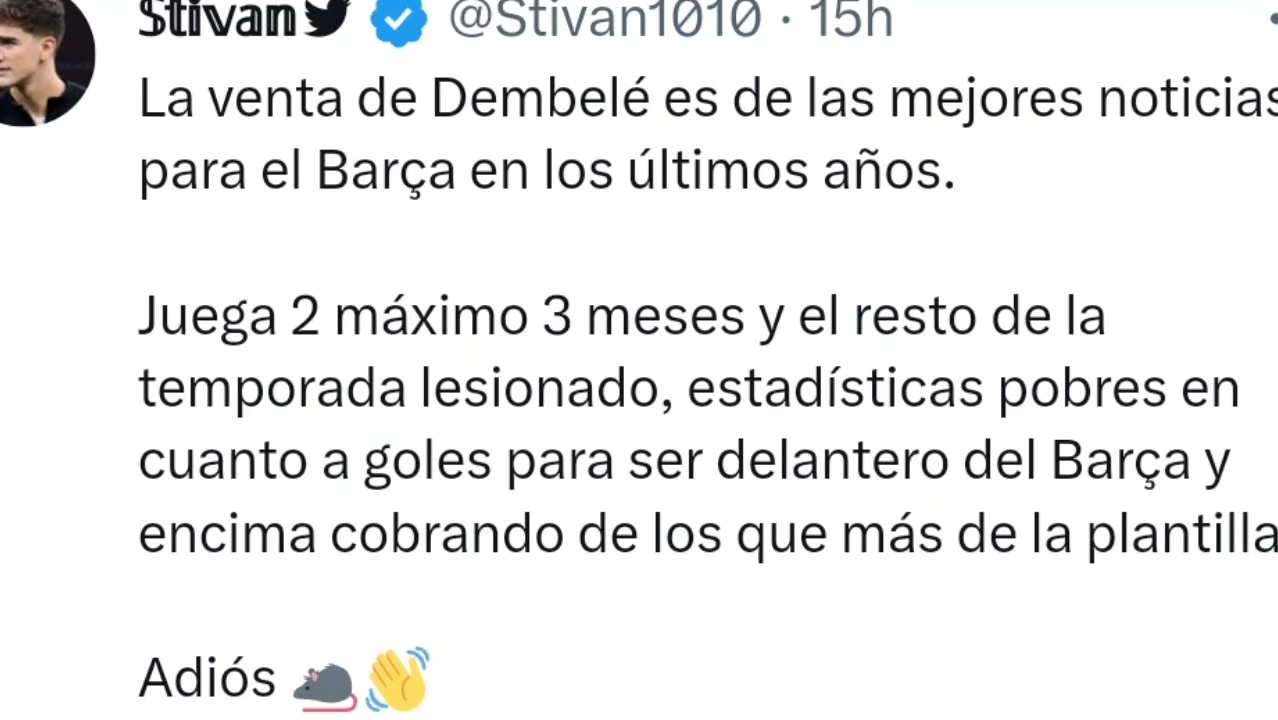 Stivan @Stivan1010 · 15h
La venta de Dembelé es de las mejores noticias
para el Barça en los últimos años.
Juega 2 máximo 3 meses y el resto de la
temporada lesionado, estadísticas pobres en
cuanto a goles para ser delantero del Barça y
encima cobrando de los que más de la plantilla
Adiós 🐀👋